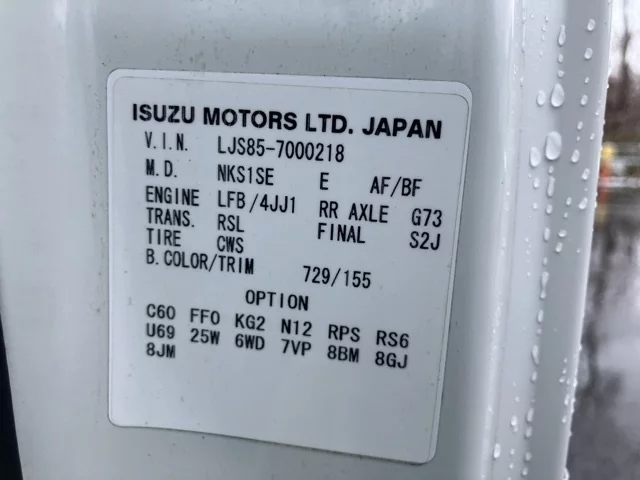 ISUZU MOTORS LTD. JAPAN
V.I.N. LJS85-7000218
M.D. NKS1SE E AF/BF
ENGINE LFB/4JJ1 RR AXLE G73
TRANS. RSL FINAL S2J
TIRE CWS
B.COLOR/TRIM 729/155
OPTION
C60 FF0 KG2 N12 RPS RS6
U69 25W 6WD 7VP 8BM 8GJ
8JM